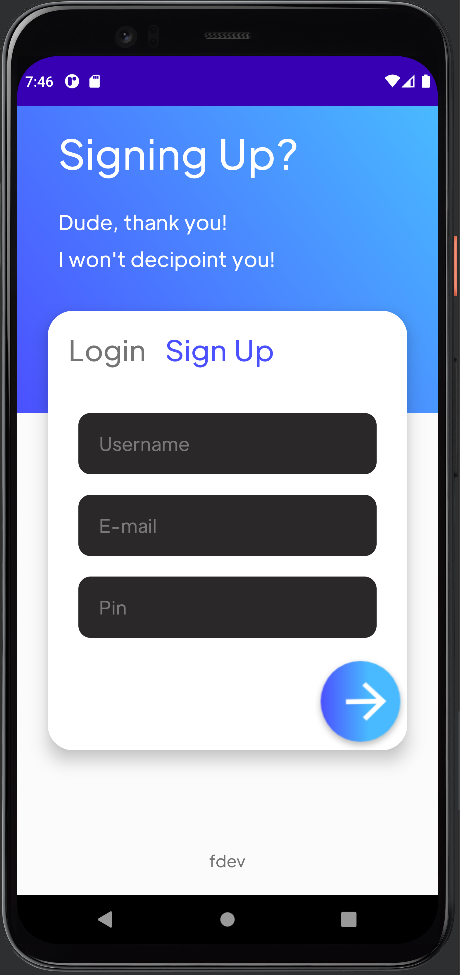 7:46
Signing Up?
Dude, thank you!
I won't decipoint you!
Login Sign Up
Username
E-mail
Pin
fdev